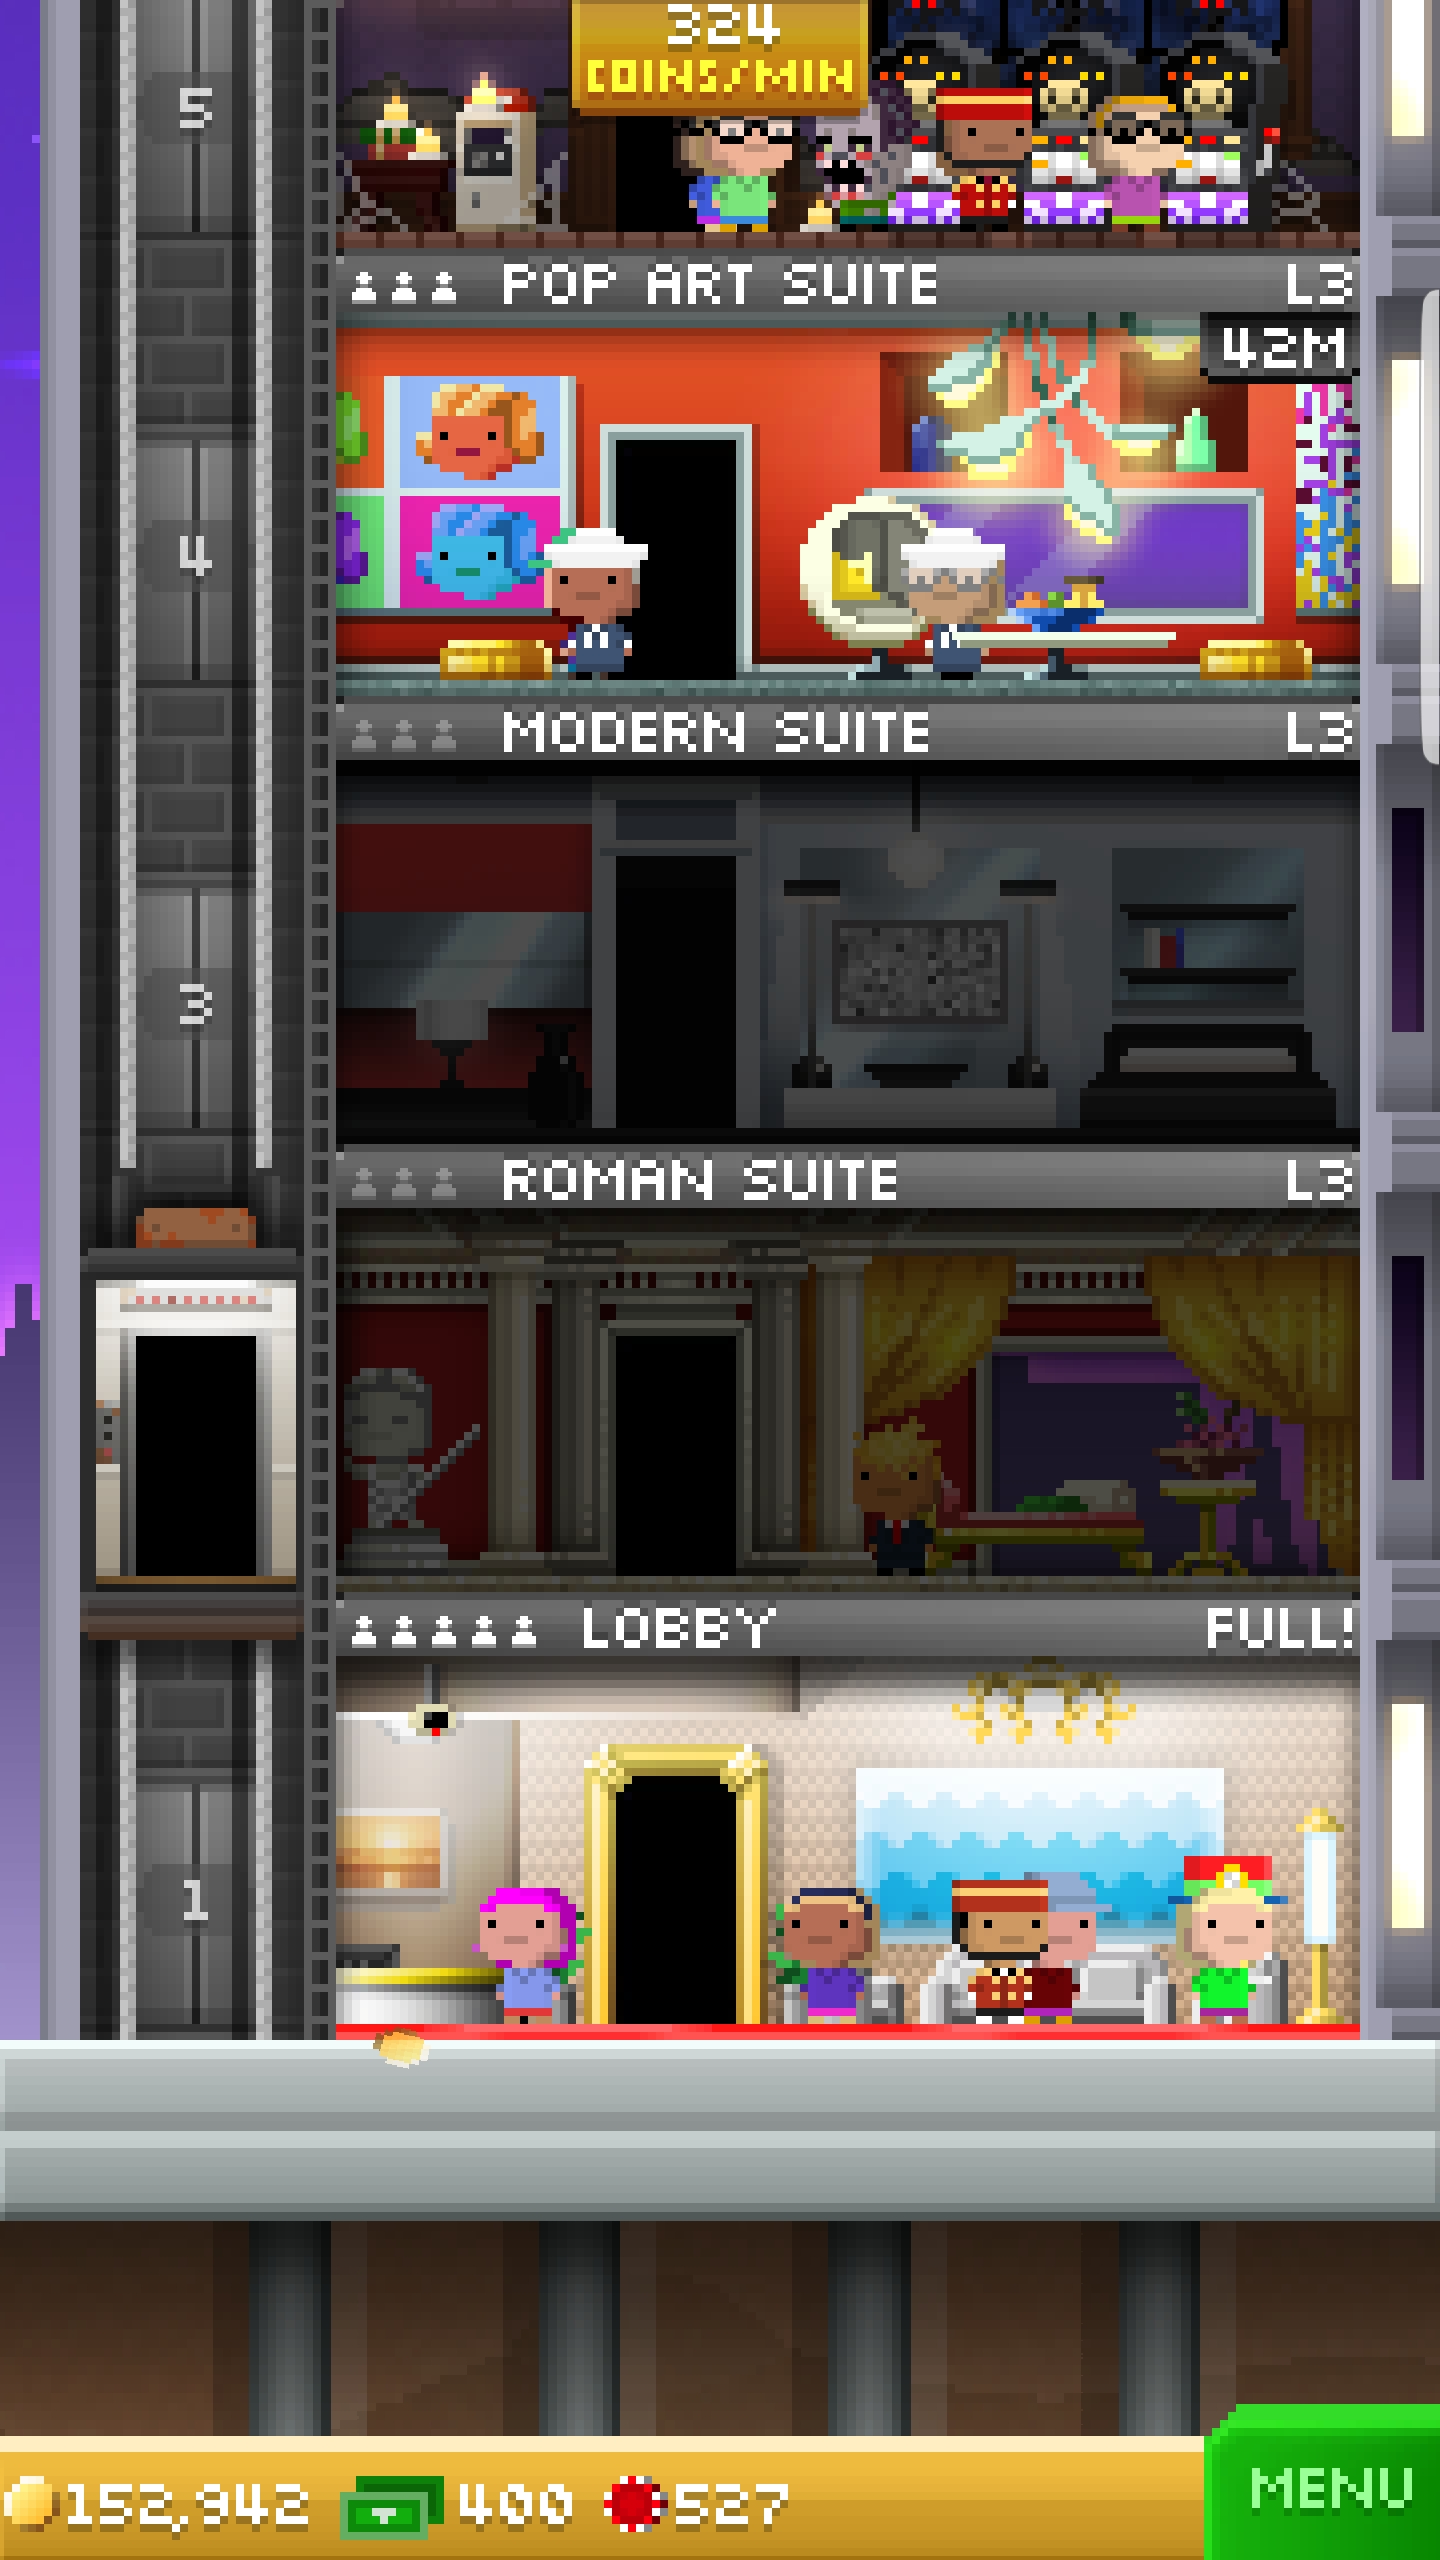 324
COINS/MIN
5
POP ART SUITE L3
42M
4
MODERN SUITE L3
3
ROMAN SUITE L3
LOBBY FULL!
1
152,942 400 527
MENU